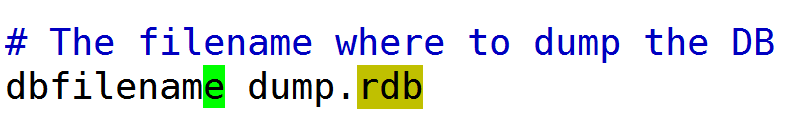 # The filename where to dump the DB
dbfilename dump.rdb